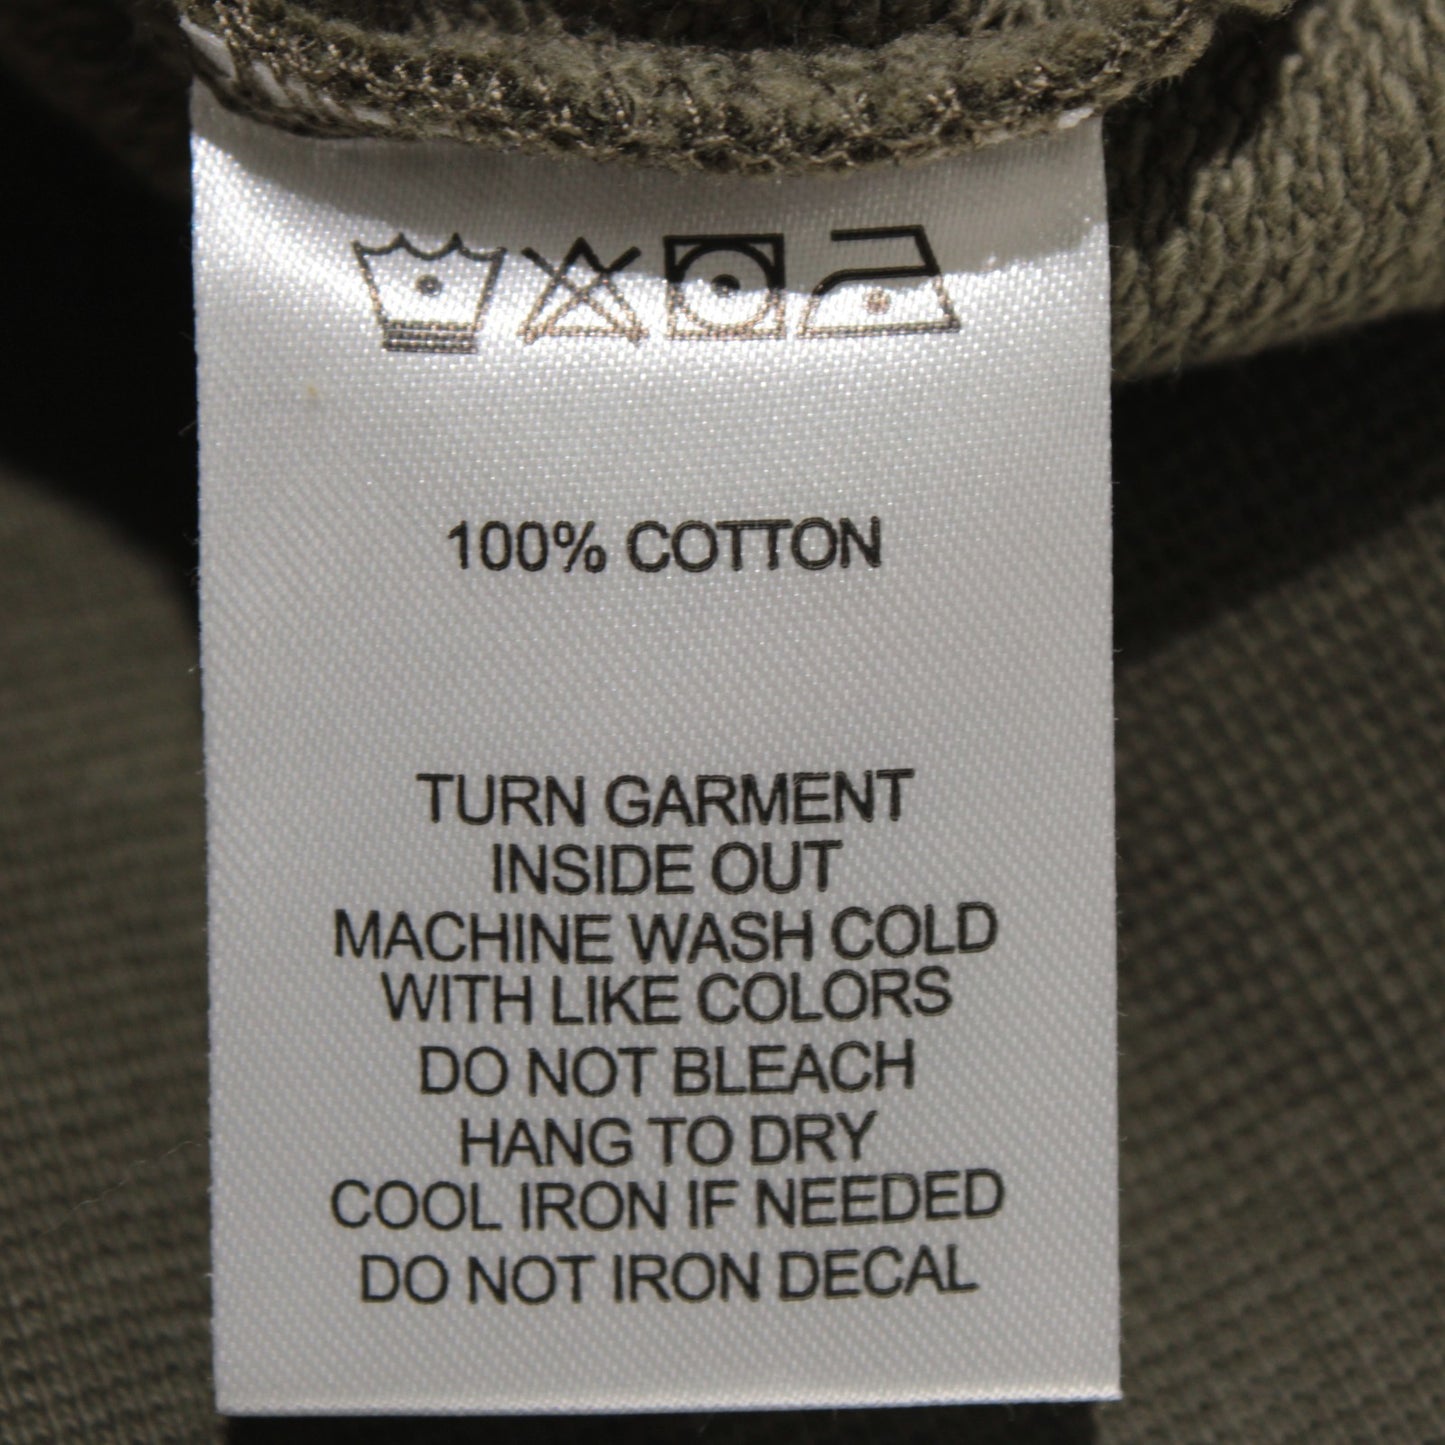 100% COTTON
TURN GARMENT
INSIDE OUT
MACHINE WASH COLD
WITH LIKE COLORS
DO NOT BLEACH
HANG TO DRY
COOL IRON IF NEEDED
DO NOT IRON DECAL